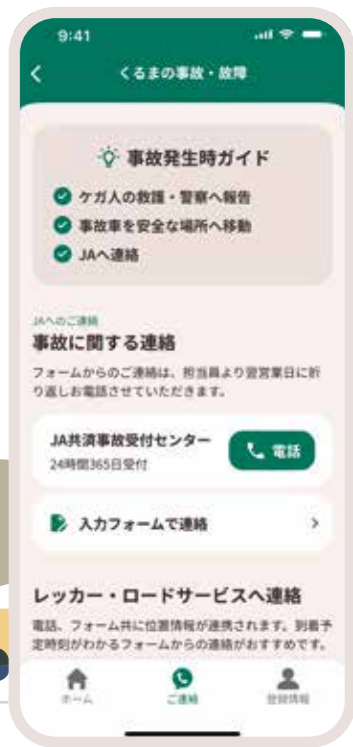 9:41
くるまの事故・故障
事故発生時ガイド
ケガ人の救護・警察へ報告
事故車を安全な場所へ移動
JAへ連絡
JAへのご連絡
事故に関する連絡
フォームからのご連絡は、担当員より翌営業日に折
り返しお電話させていただきます。
JA共済事故受付センター
24時間365日受付
電話
入力フォームで連絡
レッカー・ロードサービスへ連絡
電話、フォーム共に位置情報が連携されます。到着予
定時刻がわかるフォームからの連絡がおすすめです。
ホーム
ご連絡
登録情報